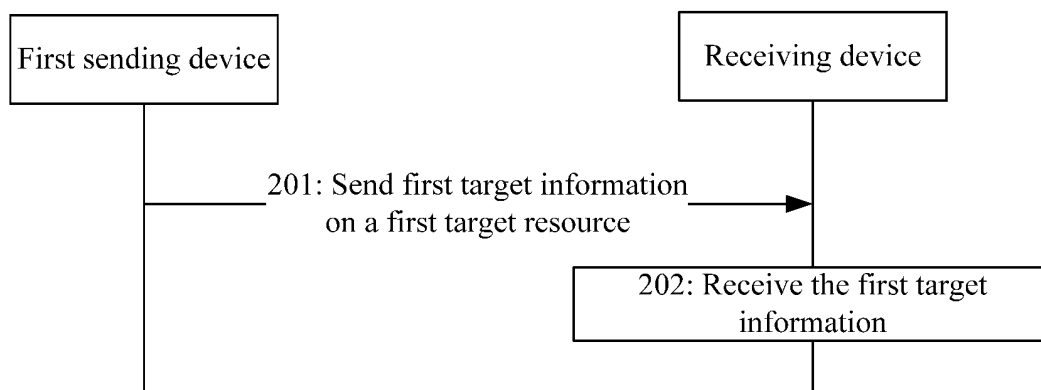 First sending device
Receiving device
201: Send first target information
on a first target resource
202: Receive the first target
information